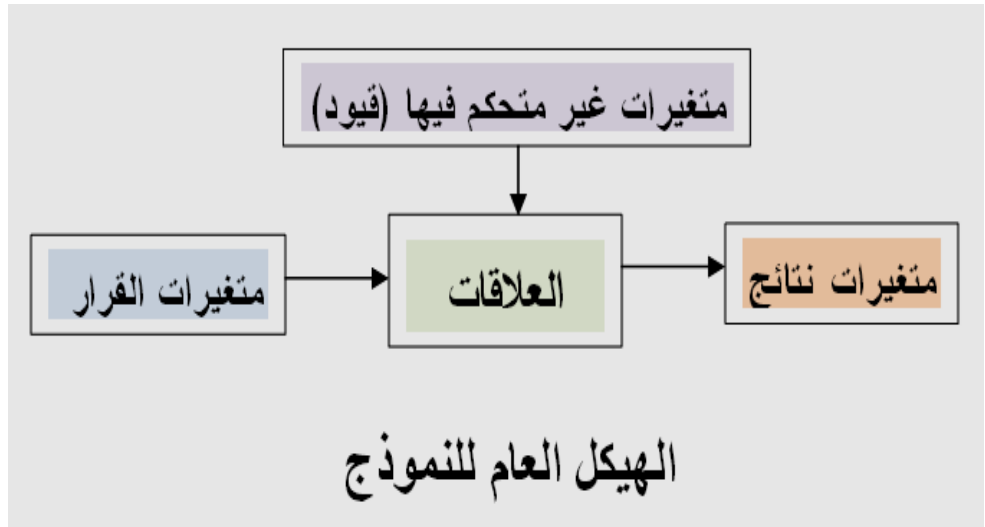 متغيرات غير متحكم فيها (قيود)
متغيرات القرار
العلاقات
متغيرات نتائج
الهيكل العام للنموذج